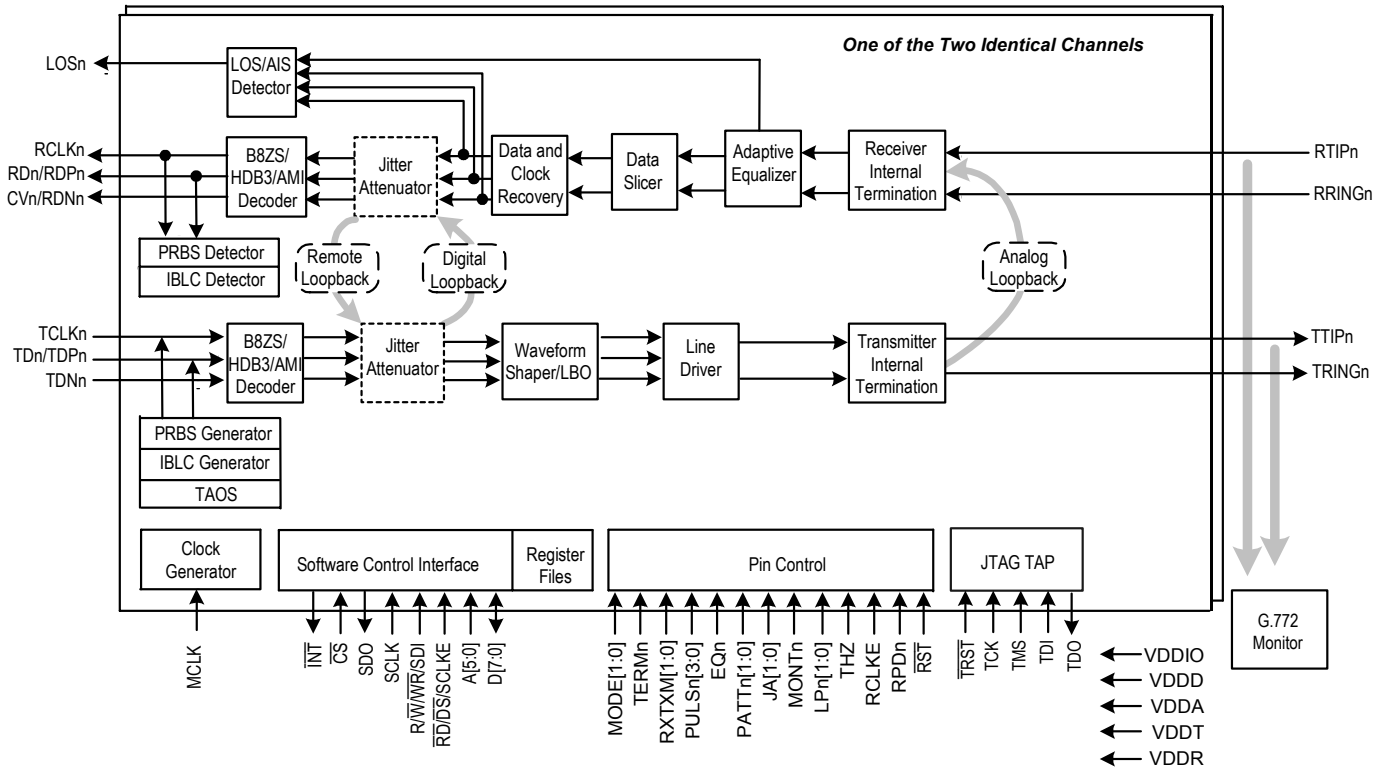 One of the Two Identical Channels
LOSn
LOS/AIS
Detector
RCLKn
RDn/RDPn
CVn/RDNn
B8ZS/
HDB3/AMI
Decoder
Jitter
Attenuator
Data and
Clock
Recovery
Data
Slicer
Adaptive
Equalizer
Receiver
Internal
Termination
RTIPn
RRINGn
PRBS Detector
IBLC Detector
Remote
Loopback
Digital
Loopback
Analog
Loopback
TCLKn
TDn/TDPn
TDNn
B8ZS/
HDB3/AMI
Decoder
Jitter
Attenuator
Waveform
Shaper/LBO
Line
Driver
Transmitter
Internal
Termination
TTIPn
TRINGn
PRBS Generator
IBLC Generator
TAOS
Clock
Generator
Software Control Interface
Register
Files
Pin Control
JTAG TAP
G.772
Monitor
MCLK
INT
CS
SDO
SCLK
R/W/WR/SDI
RD/DS/SCLKE
A[5:0]
D[7:0]
MODE[1:0]
TERMn
RXTXM[1:0]
PULSn[3:0]
EQn
PATTn[1:0]
JA[1:0]
MONTn
LPn[1:0]
THZ
RCLKE
RPDn
RST
TRST
TCK
TMS
TDI
TDO
VDDIO
VDDD
VDDA
VDDT
VDDR